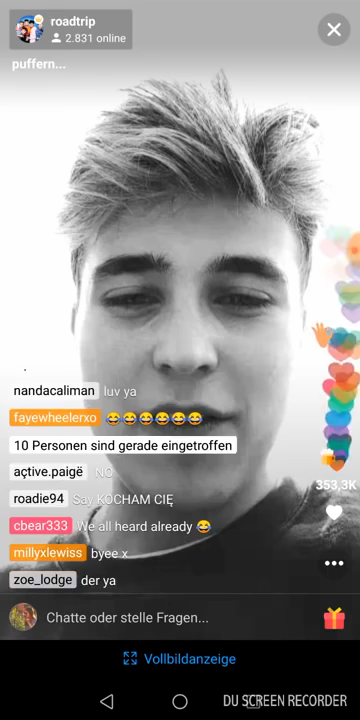 roadtrip
2.831 online
puffern...
nandacaliman luv ya
fayewheelerxo 😂😂😂😂😂😂
10 Personen sind gerade eingetroffen
açtive.paigë NO
roadie94 Say KOCHAM CIĘ
cbear333 We all heard already 😂
millyxlewiss byee x
zoe_lodge der ya
353,3K
Chatte oder stelle Fragen...
Vollbildanzeige
DU SCREEN RECORDER